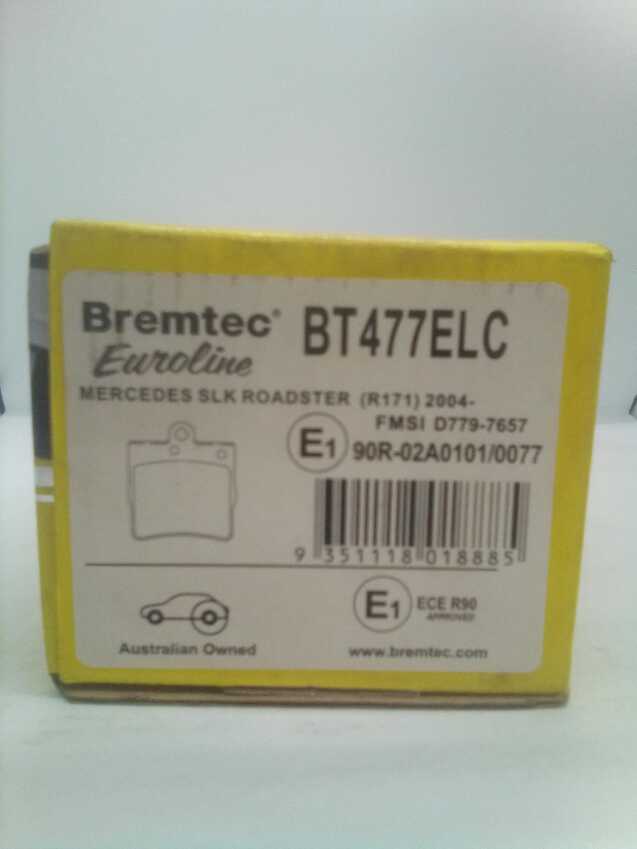 Bremtec® BT477ELC
Euroline
MERCEDES SLK ROADSTER (R171) 2004-
FMSI D779-7657
E1 90R-02A0101/0077
9 351118 018885
E1 ECE R90
APPROVED
Australian Owned www.bremtec.com